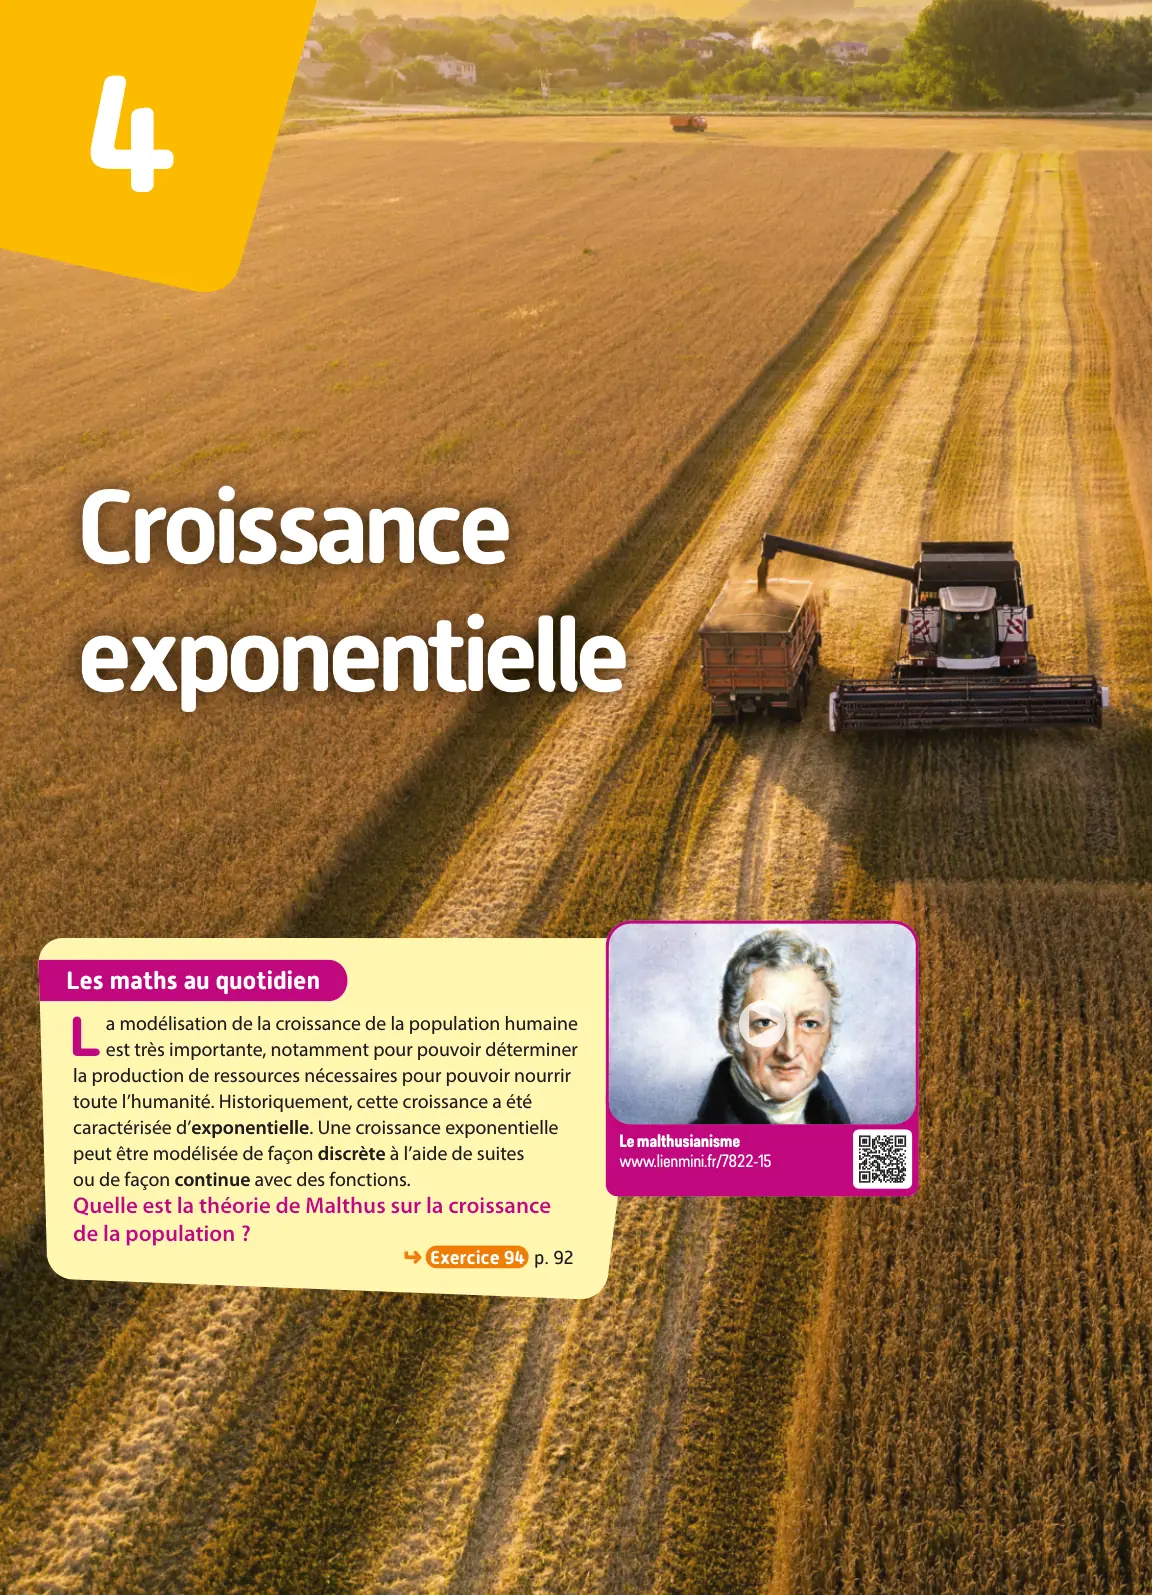 4
Croissance
exponentielle
Les maths au quotidien
La modélisation de la croissance de la population humaine
est très importante, notamment pour pouvoir déterminer
la production de ressources nécessaires pour pouvoir nourrir
toute l’humanité. Historiquement, cette croissance a été
caractérisée d’exponentielle. Une croissance exponentielle
peut être modélisée de façon discrète à l’aide de suites
ou de façon continue avec des fonctions.
Quelle est la théorie de Malthus sur la croissance
de la population ?
Exercice 94 p. 92
Le malthusianisme
www.lienmini.fr/7822-15